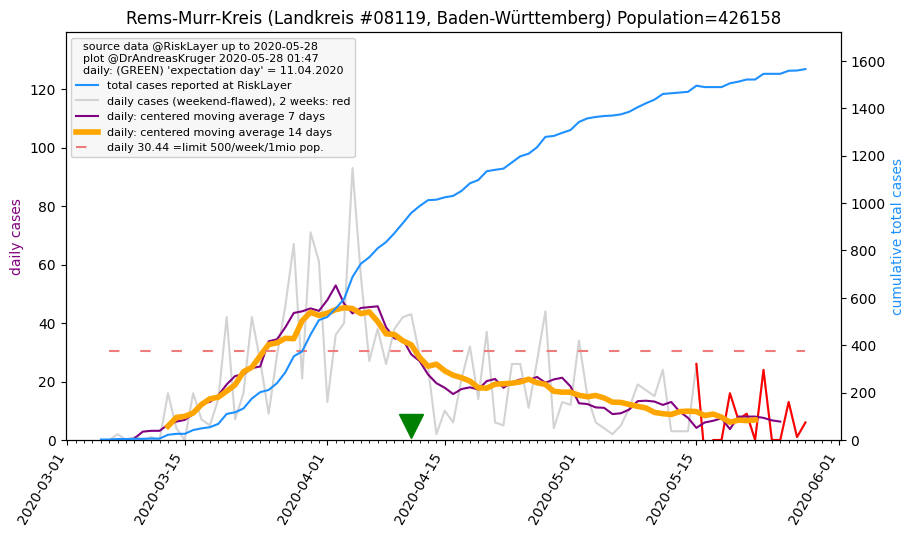 Rems-Murr-Kreis (Landkreis #08119, Baden-Württemberg) Population=426158
source data @RiskLayer up to 2020-05-28
plot @DrAndreasKruger 2020-05-28 01:47
daily: (GREEN) 'expectation day' = 11.04.2020
total cases reported at RiskLayer
daily cases (weekend-flawed), 2 weeks: red
daily: centered moving average 7 days
daily: centered moving average 14 days
daily 30.44 =limit 500/week/1mio pop.
daily cases
120
100
80
60
40
20
0
cumulative total cases
1600
1400
1200
1000
800
600
400
200
0
2020-03-01
2020-03-15
2020-04-01
2020-04-15
2020-05-01
2020-05-15
2020-06-01